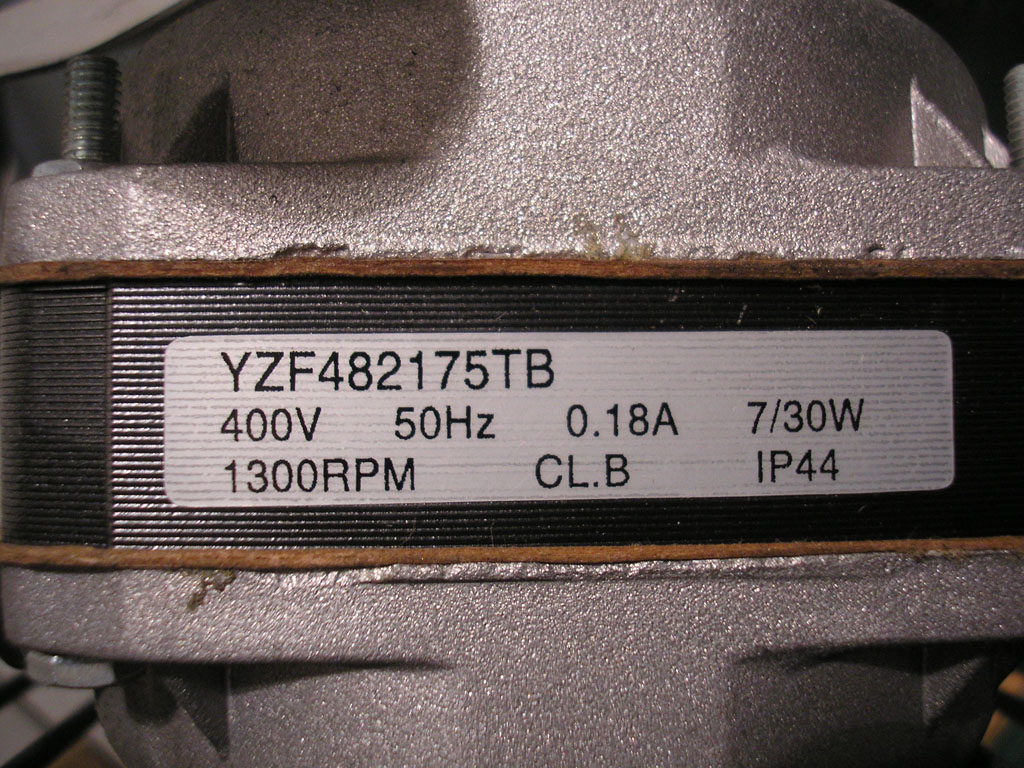 YZF482175TB
400V 50Hz 0.18A 7/30W
1300RPM CL.B IP44